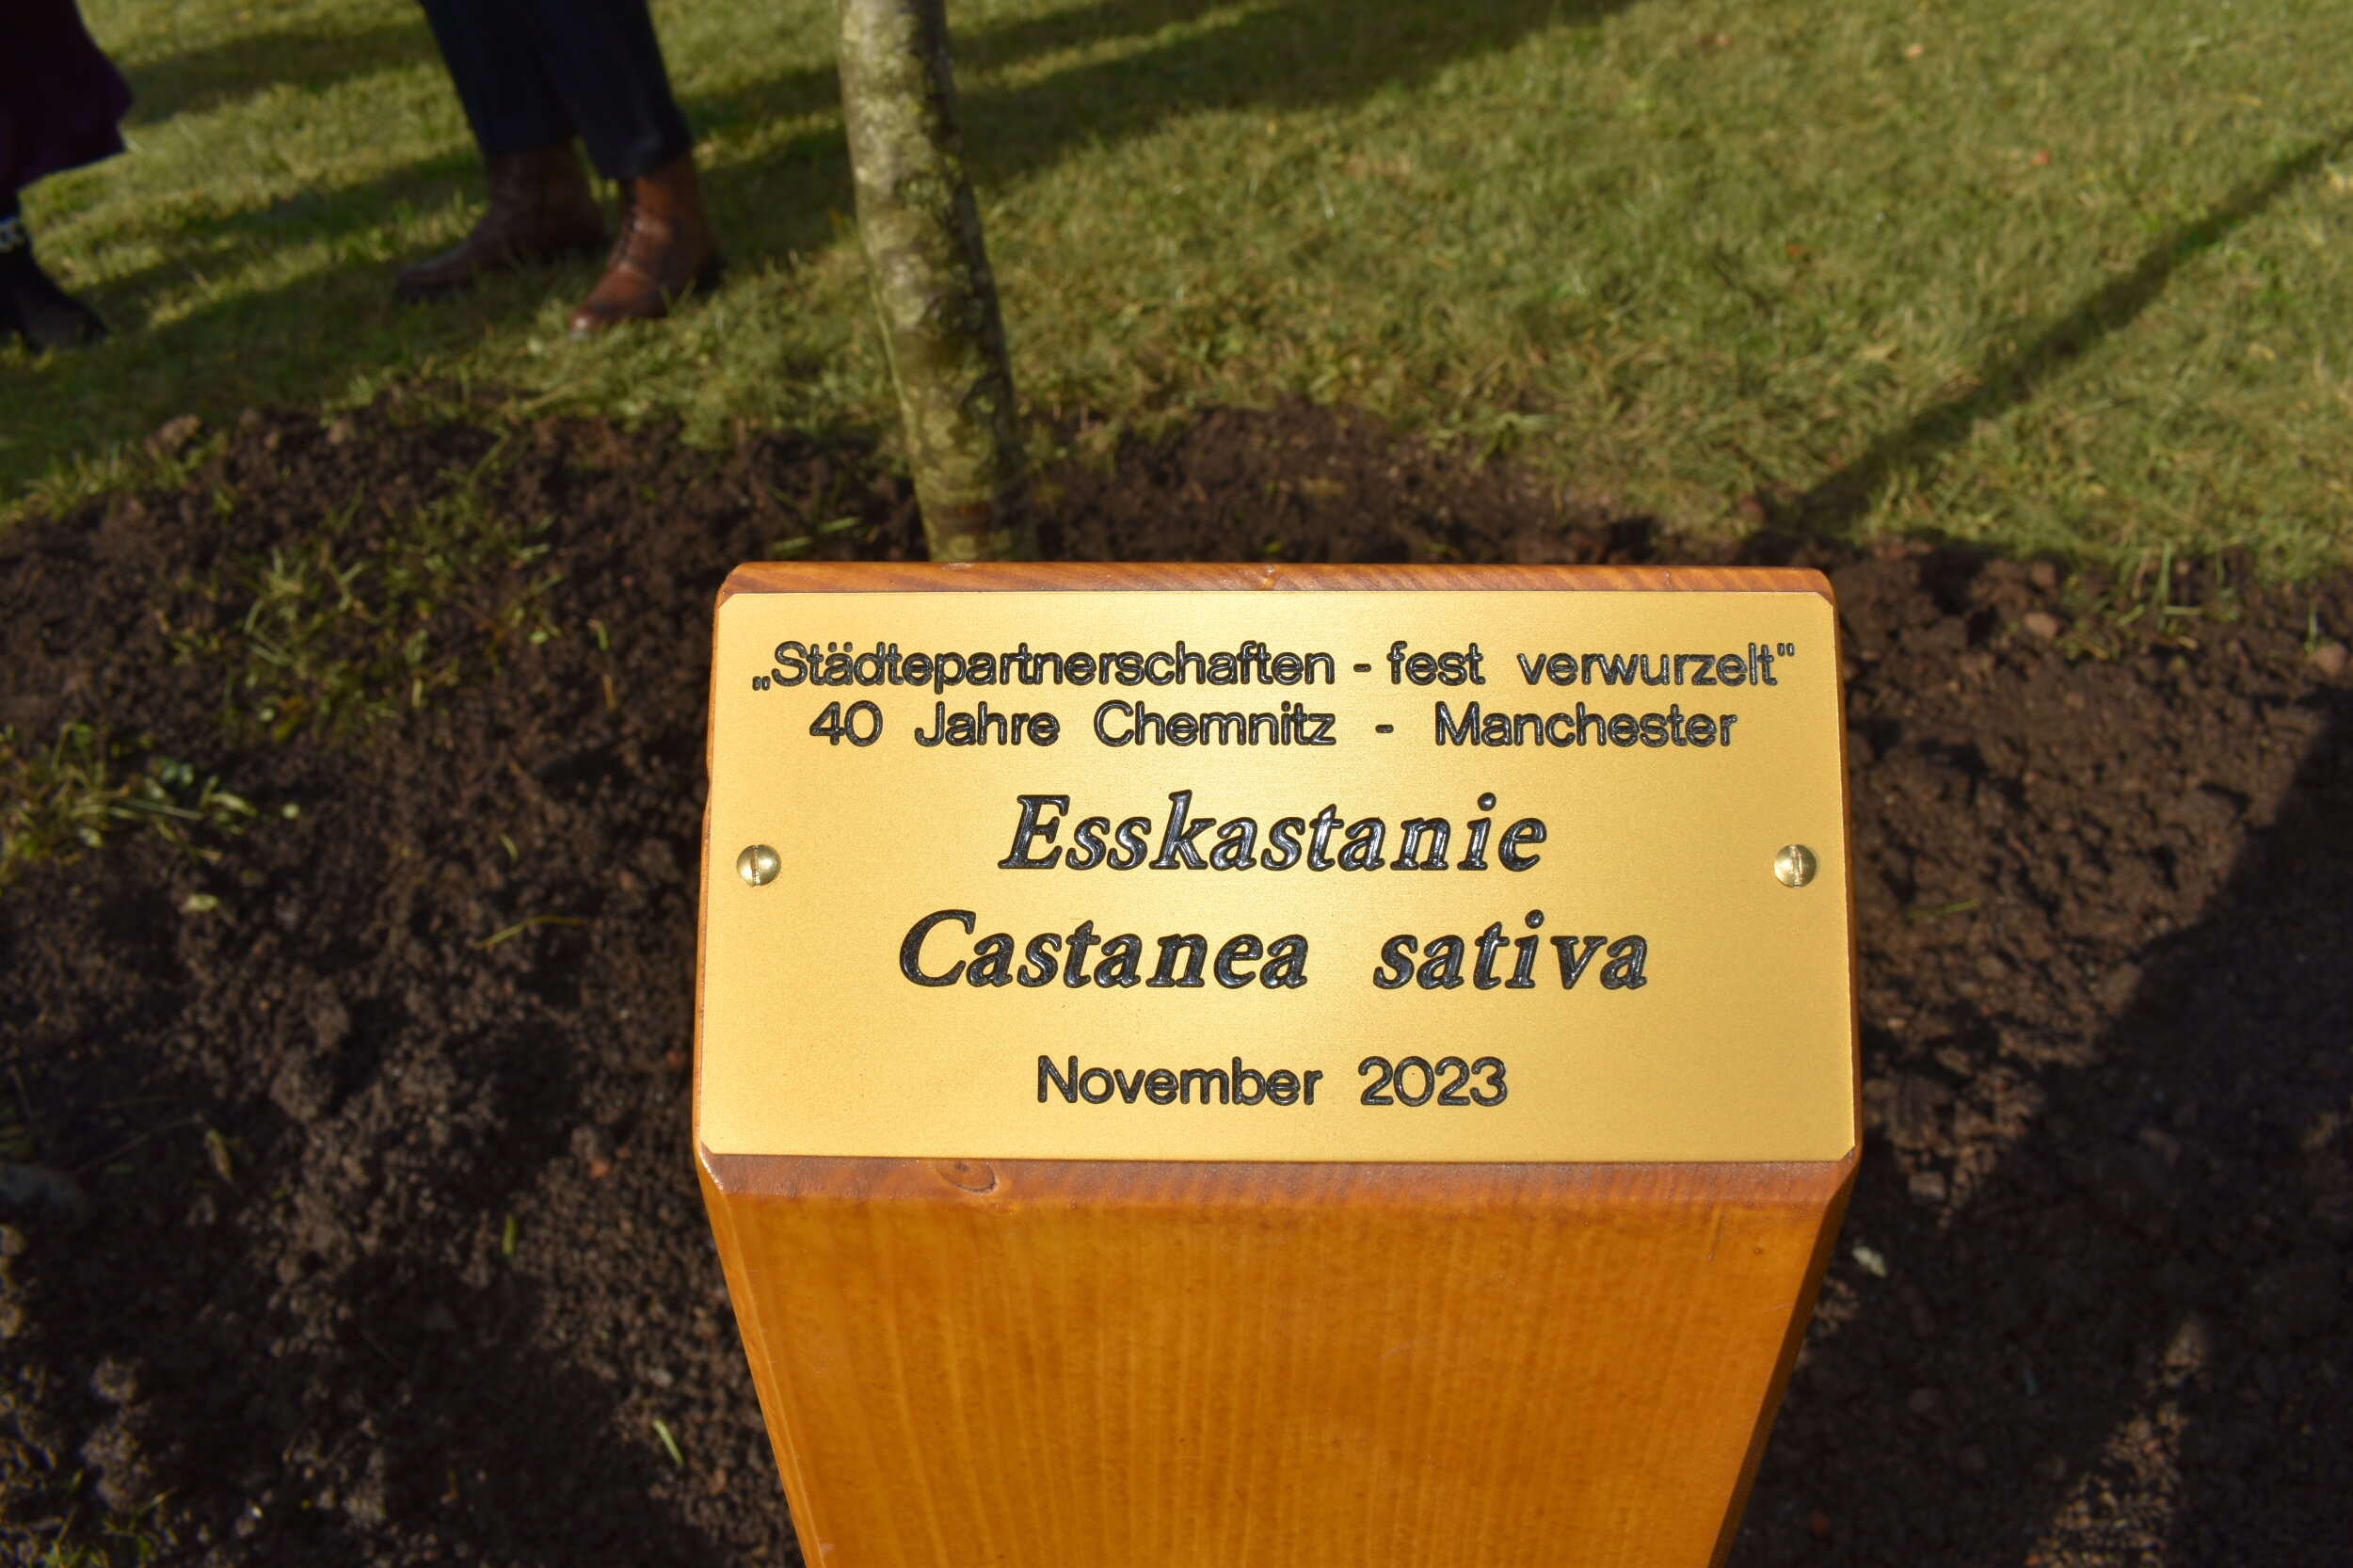 „Städtepartnerschaften - fest verwurzelt"
40 Jahre Chemnitz - Manchester
Esskastanie
Castanea sativa
November 2023